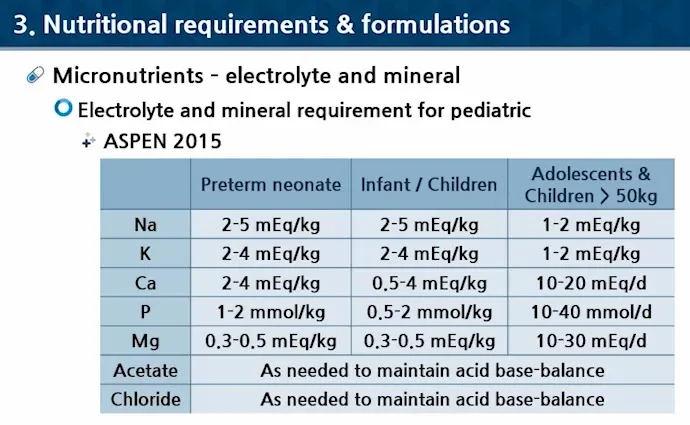 3. Nutritional requirements & formulations
Micronutrients - electrolyte and mineral
Electrolyte and mineral requirement for pediatric
ASPEN 2015
Preterm neonate Infant / Children Adolescents & Children > 50kg
Na 2-5 mEq/kg 2-5 mEq/kg 1-2 mEq/kg
K 2-4 mEq/kg 2-4 mEq/kg 1-2 mEq/kg
Ca 2-4 mEq/kg 0.5-4 mEq/kg 10-20 mEq/d
P 1-2 mmol/kg 0.5-2 mmol/kg 10-40 mmol/d
Mg 0.3-0.5 mEq/kg 0.3-0.5 mEq/kg 10-30 mEq/d
Acetate As needed to maintain acid base-balance
Chloride As needed to maintain acid base-balance